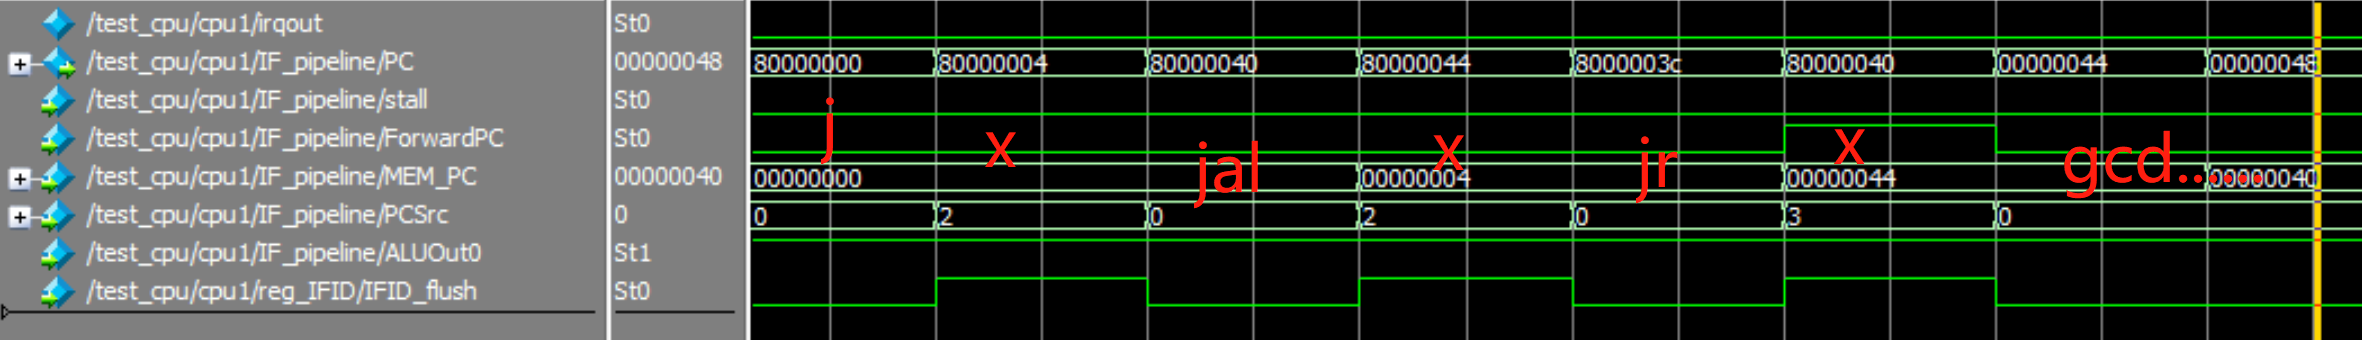 /test_cpu/cpu1/irqout St0
/test_cpu/cpu1/IF_pipeline/PC 00000048 80000000 80000004 80000040 80000044 8000003c 80000040 00000044 00000048
/test_cpu/cpu1/IF_pipeline/stall St0
/test_cpu/cpu1/IF_pipeline/ForwardPC St0
j x jal x jr x gcd......
/test_cpu/cpu1/IF_pipeline/MEM_PC 00000040 00000000 00000004 00000044 00000040
/test_cpu/cpu1/IF_pipeline/PCSrc 0 0 2 0 2 0 3 0
/test_cpu/cpu1/IF_pipeline/ALUOut0 St1
/test_cpu/cpu1/reg_IFID/IFID_flush St0